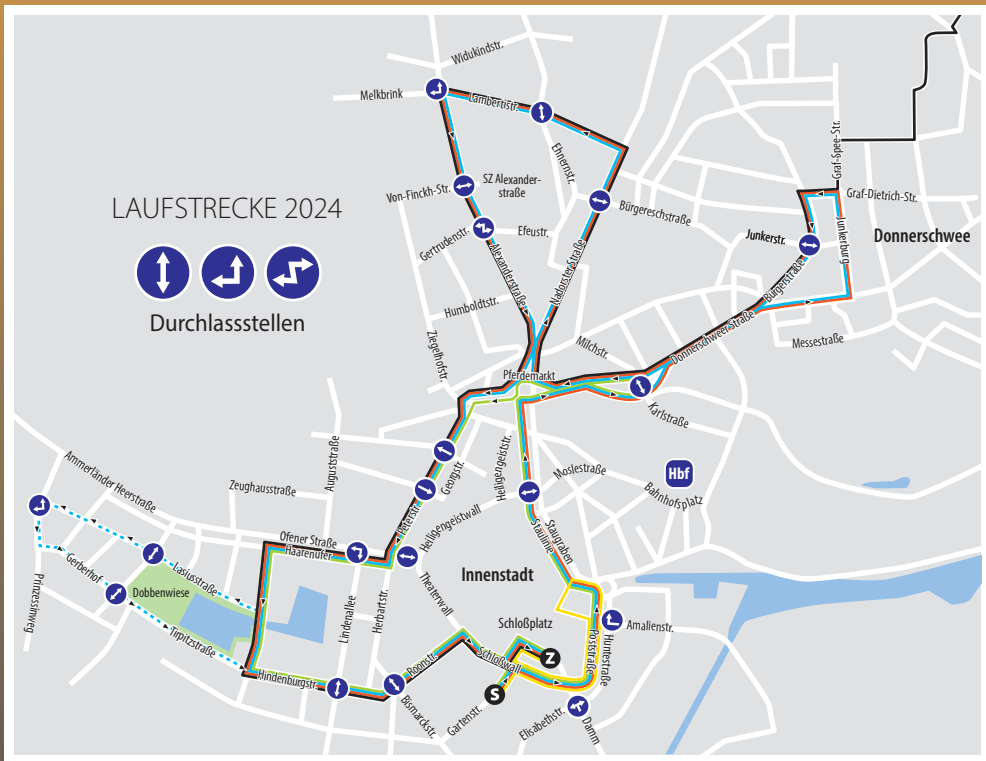 Widukindstr.
Melkbrink
Lambertistr.
Ehnernstr.
Graf-Spee-Str.
SZ Alexander-
straße
Von-Finckh-Str.
LAUFSTRECKE 2024
Durchlassstellen
Gertrudenstr.
Efeustr.
Bürgereschstraße
Graf-Dietrich-Str.
Junkerstr.
Junkerburg
Donnerschwee
Alexanderstraße
Nadorster Straße
Bürgerstraße
Humboldtstr.
Ziegelhofstr.
Milchstr.
Donnerschweer Straße
Messestraße
Pferdemarkt
Karlstraße
Heiligengeiststr.
Moslestraße
Hbf
Bahnhofsplatz
Georgstr.
Peterstr.
Auguststraße
Zeughausstraße
Ammerländer Heerstraße
Heiligengeistwall
Staulinie
Staugraben
Ofener Straße
Haarenufer
Gerberhof
Lasiusstraße
Dobbenwiese
Prinzessinweg
Tirpitzstraße
Lindenallee
Herbartstr.
Theaterwall
Innenstadt
Schloßplatz
Amalienstr.
Poststraße
Huntestraße
Z
Schloßwall
Roonstr.
Hindenburgstr.
S
Bismarckstr.
Gartenstr.
Elisabethstr.
Damm